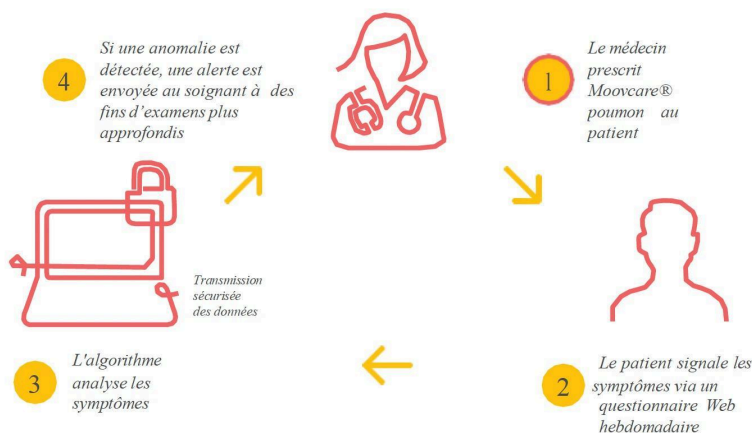 1
Le médecin
prescrit
Moovcare®
poumon au
patient
2
Le patient signale les
symptômes via un
questionnaire Web
hebdomadaire
3
L'algorithme
analyse les
symptômes
Transmission
sécurisée
des données
4
Si une anomalie est
détectée, une alerte est
envoyée au soignant à des
fins d’examens plus
approfondis